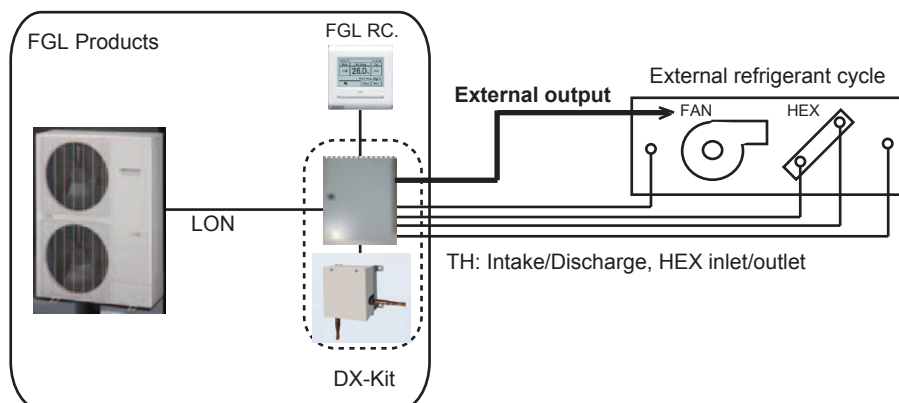 FGL Products
FGL RC.
26.0
External refrigerant cycle
External output
FAN
HEX
LON
TH: Intake/Discharge, HEX inlet/outlet
DX-Kit